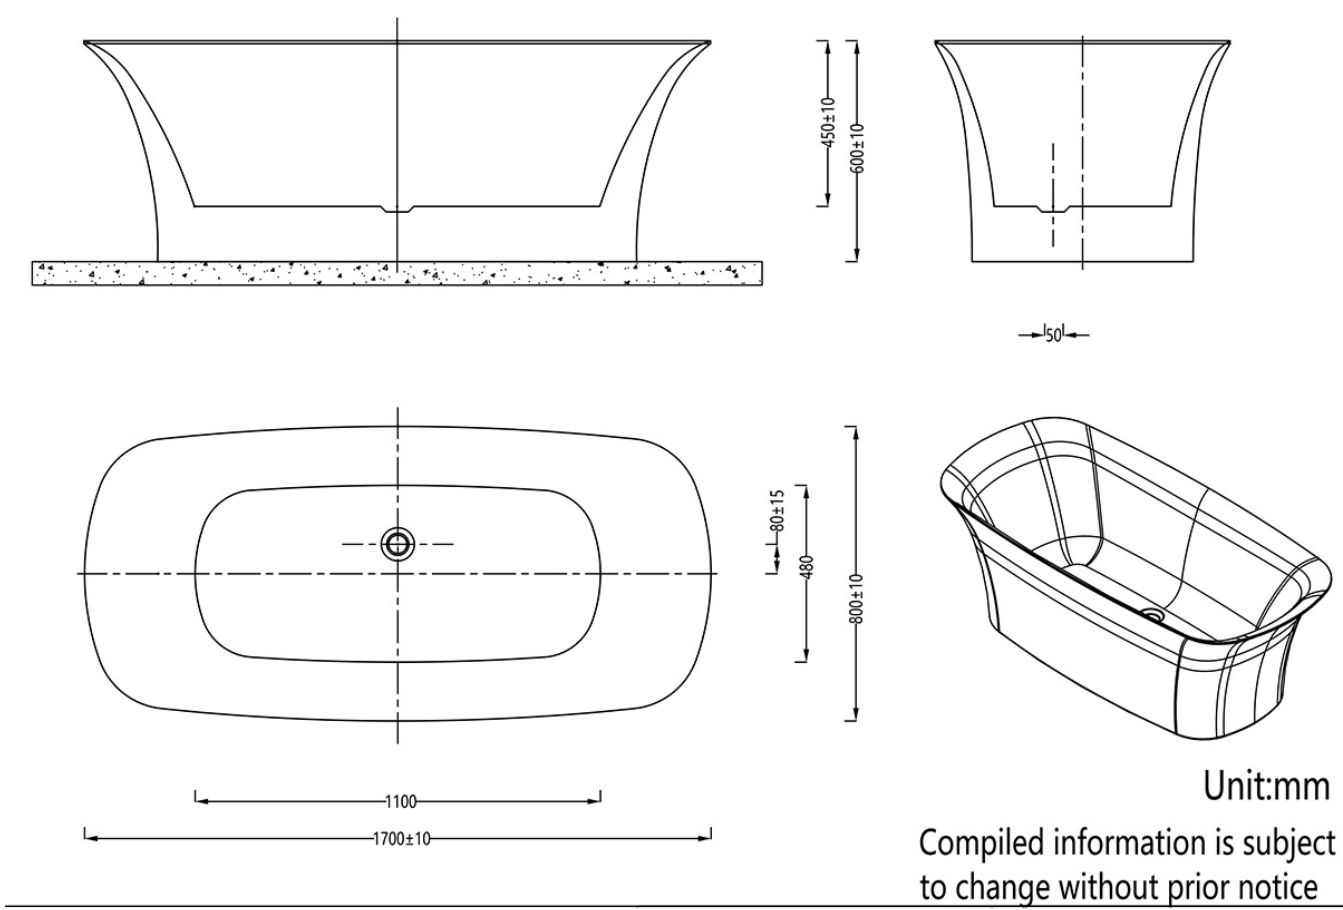 450±10
600±10
50
80±15
480
800±10
1100
1700±10
Unit:mm
Compiled information is subject
to change without prior notice